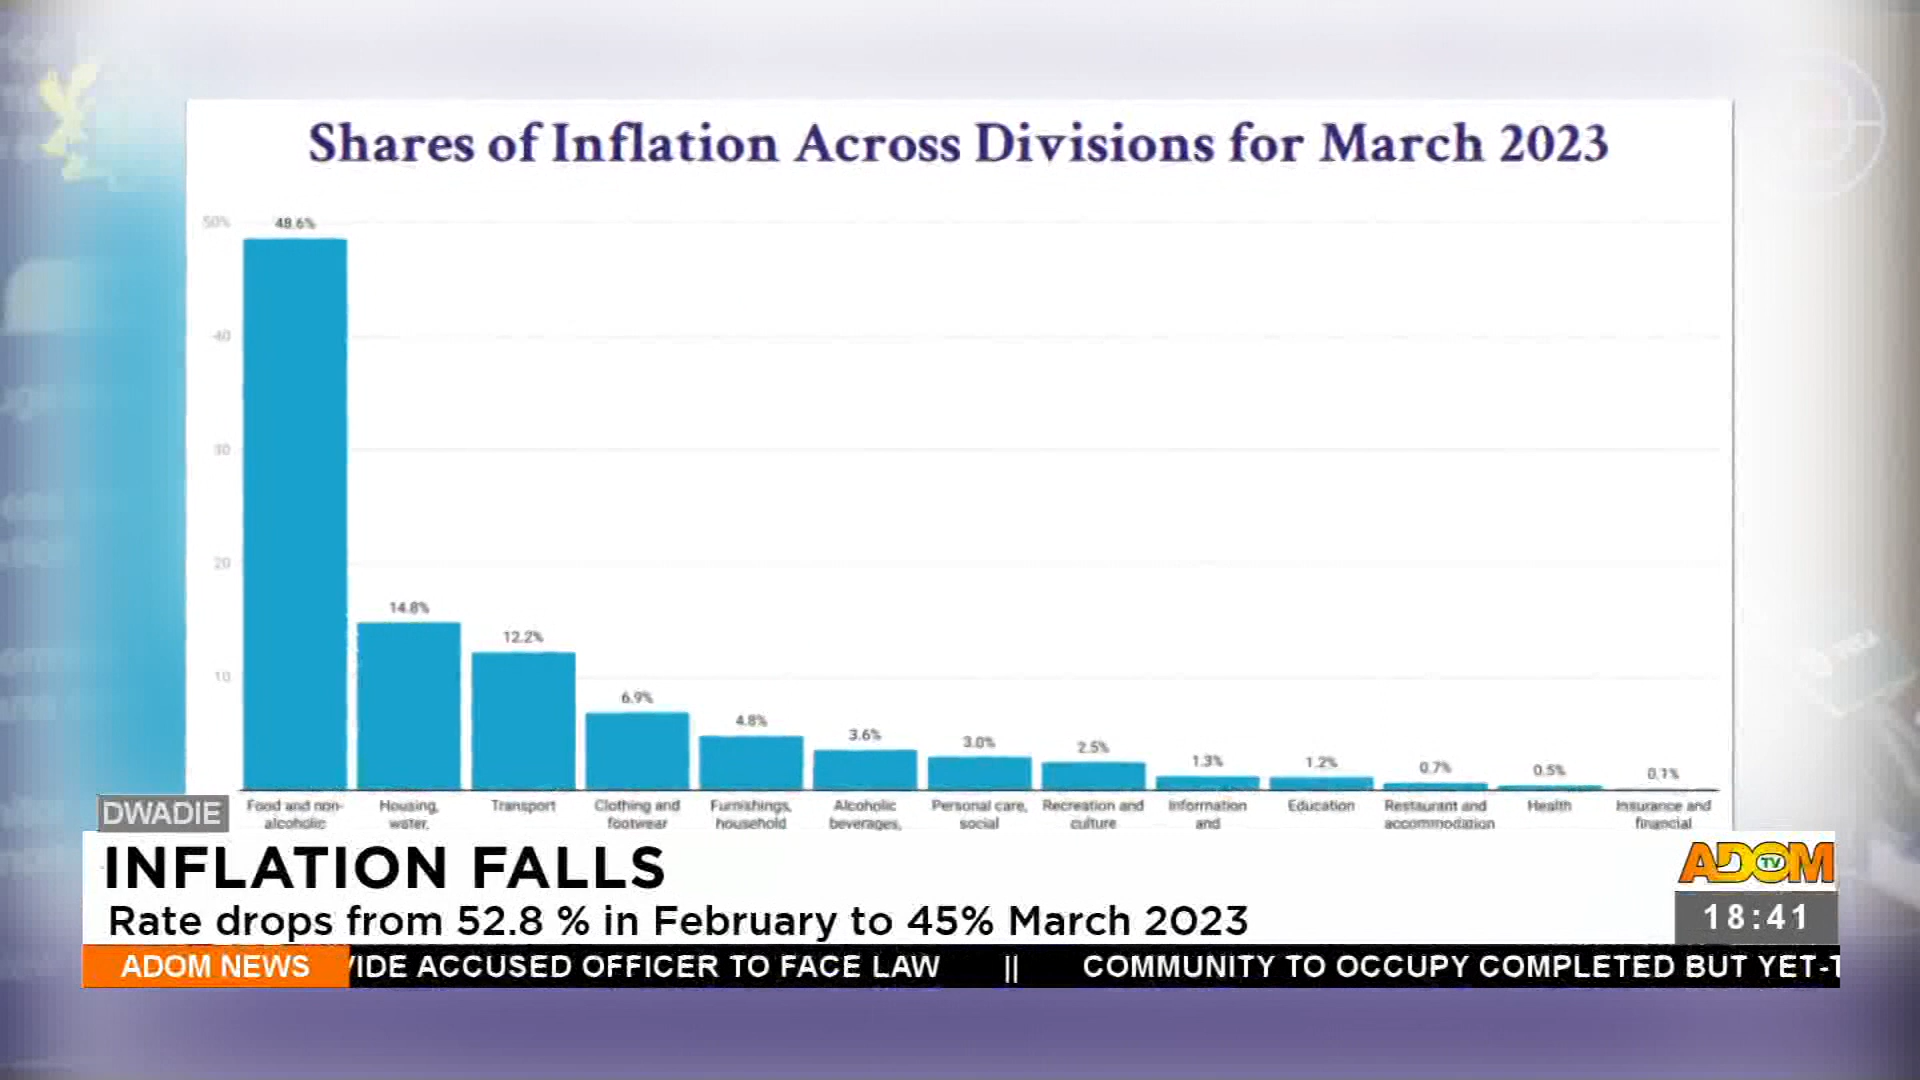 Shares of Inflation Across Divisions for March 2023
50%
40
30
20
10
48.6%
14.8%
12.2%
6.9%
4.8%
3.6%
3.0%
2.5%
1.3%
1.2%
0.7%
0.5%
0.1%
Food and non-
alcoholic
Housing,
water,
Transport
Clothing and
footwear
Furnishings,
household
Alcoholic
beverages,
Personal care,
social
Recreation and
culture
Information
and
Education
Restaurant and
accommodation
Health
Insurance and
financial
DWADIE
INFLATION FALLS
Rate drops from 52.8 % in February to 45% March 2023
ADOM TV
18:41
ADOM NEWS
VIDE ACCUSED OFFICER TO FACE LAW || COMMUNITY TO OCCUPY COMPLETED BUT YET-T